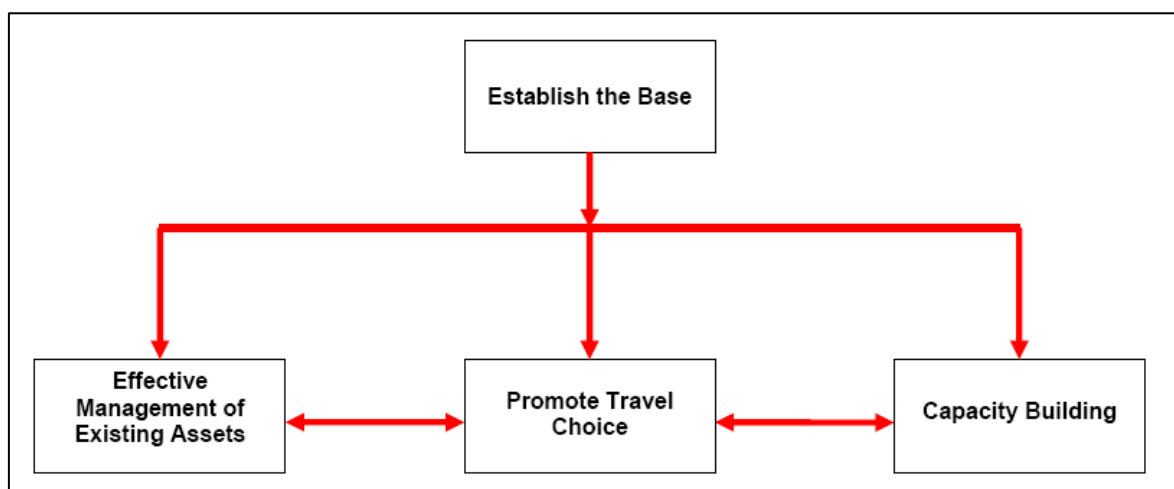 Establish the Base
Effective
Management of
Existing Assets
Promote Travel
Choice
Capacity Building